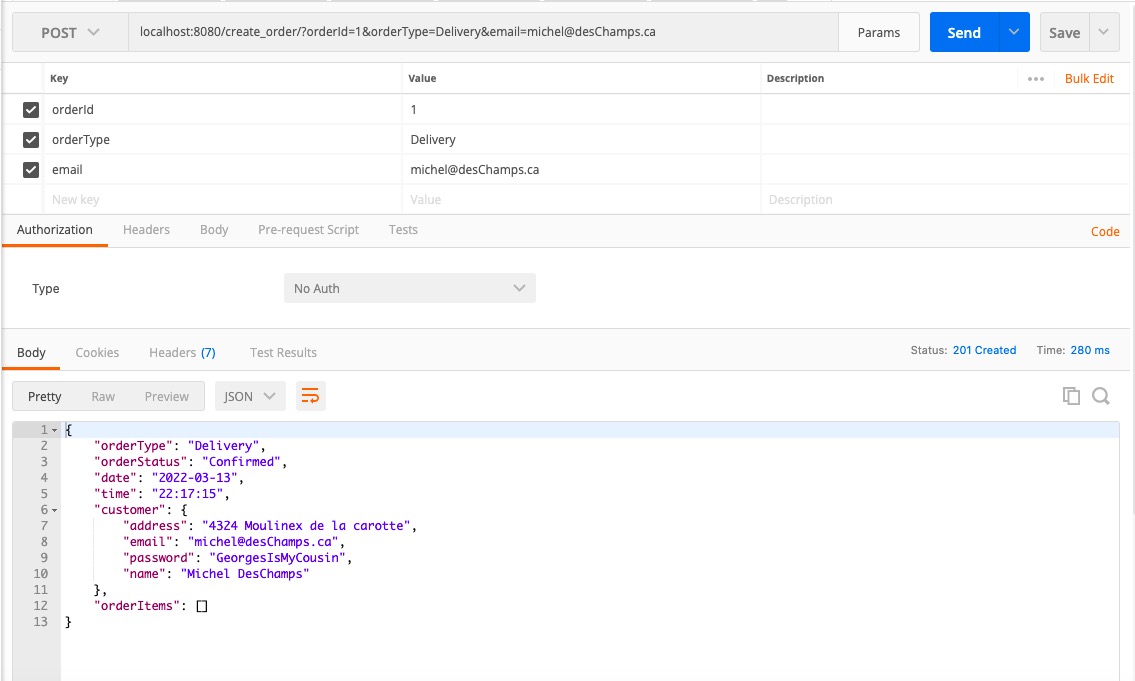 POST localhost:8080/create_order/?orderId=1&orderType=Delivery&email=michel@desChamps.ca Params Send Save
Key Value Description ••• Bulk Edit
orderId 1
orderType Delivery
email michel@desChamps.ca
New key Value Description
Authorization Headers Body Pre-request Script Tests Code
Type No Auth
Body Cookies Headers (7) Test Results Status: 201 Created Time: 280 ms
Pretty Raw Preview JSON
1 {
2 "orderType": "Delivery",
3 "orderStatus": "Confirmed",
4 "date": "2022-03-13",
5 "time": "22:17:15",
6 "customer": {
7 "address": "4324 Moulinex de la carotte",
8 "email": "michel@desChamps.ca",
9 "password": "GeorgesIsMyCousin",
10 "name": "Michel DesChamps"
11 },
12 "orderItems": []
13 }